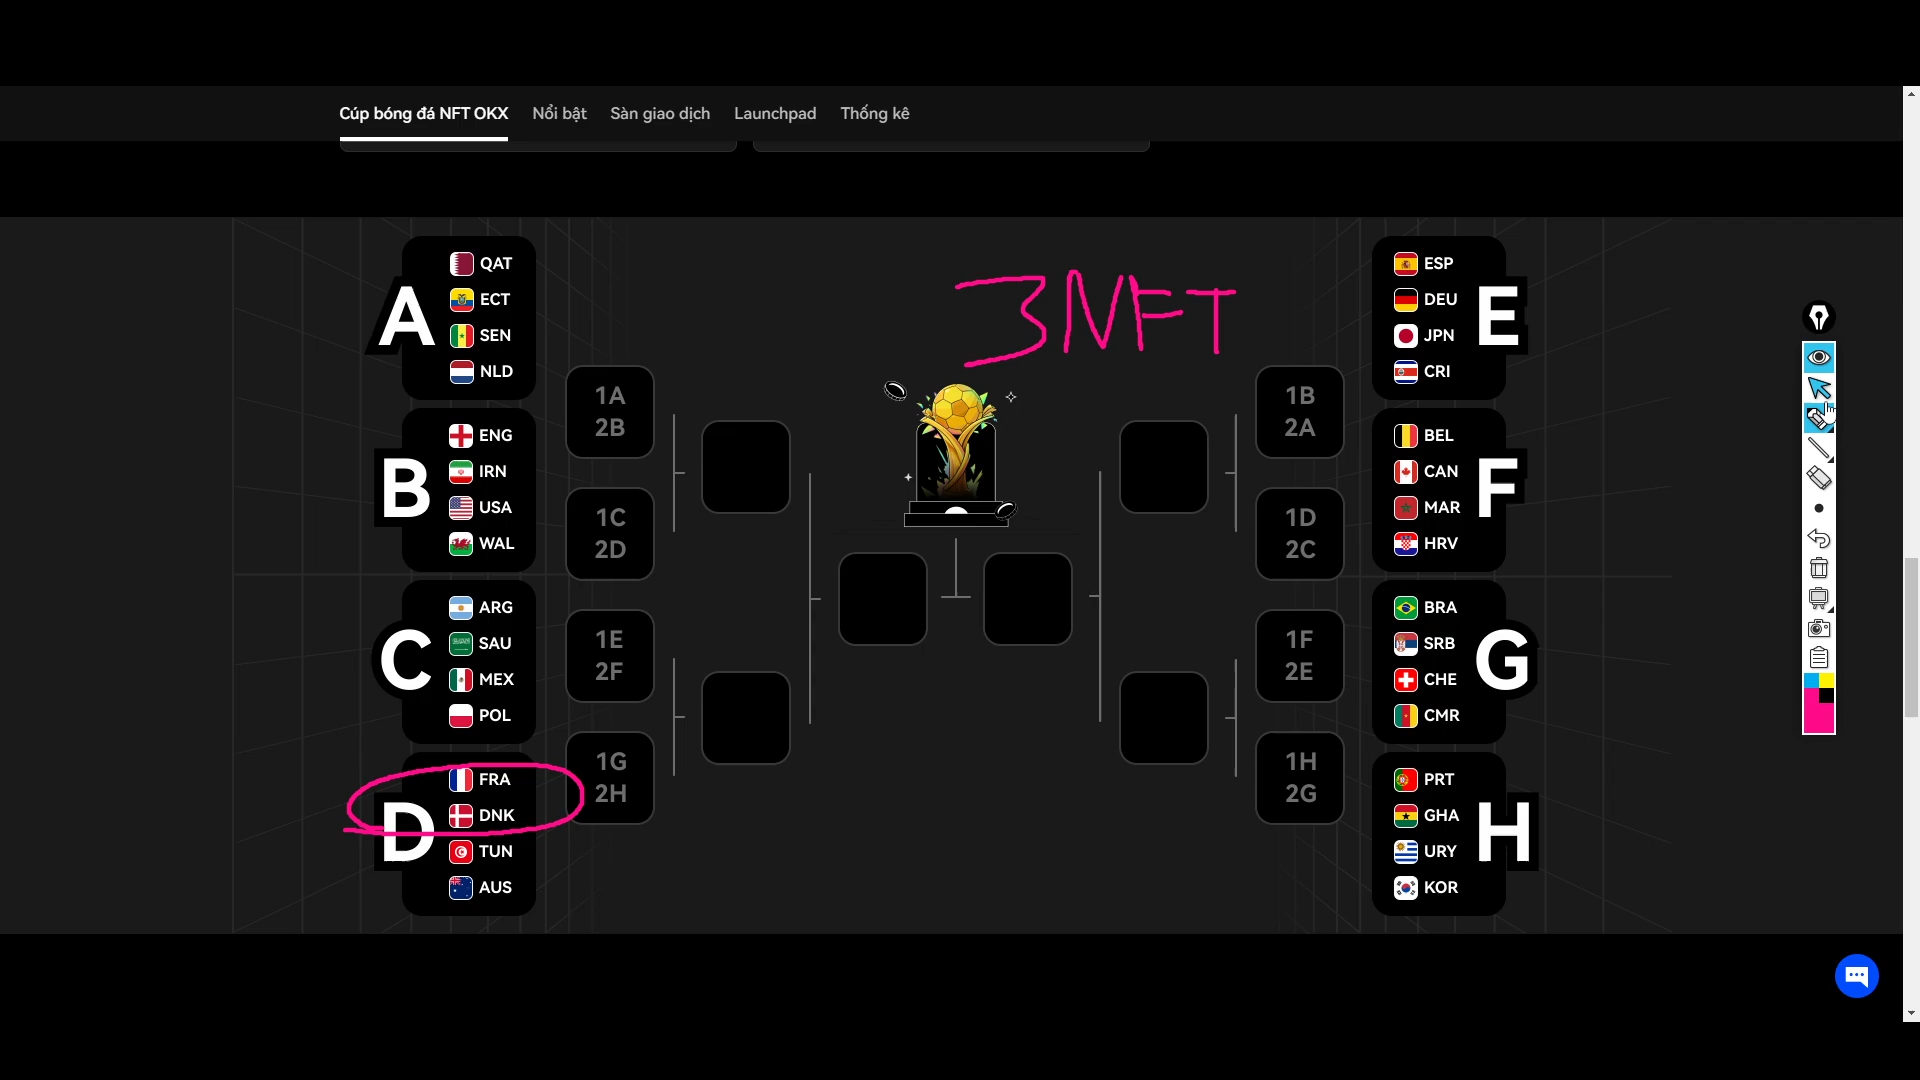 Cúp bóng đá NFT OKX Nổi bật Sàn giao dịch Launchpad Thống kê
3NFT
A
QAT
ECT
SEN
NLD
B
ENG
IRN
USA
WAL
C
ARG
SAU
MEX
POL
D
FRA
DNK
TUN
AUS
1A
2B
1C
2D
1E
2F
1G
2H
1B
2A
1D
2C
1F
2E
1H
2G
E
ESP
DEU
JPN
CRI
F
BEL
CAN
MAR
HRV
G
BRA
SRB
CHE
CMR
H
PRT
GHA
URY
KOR